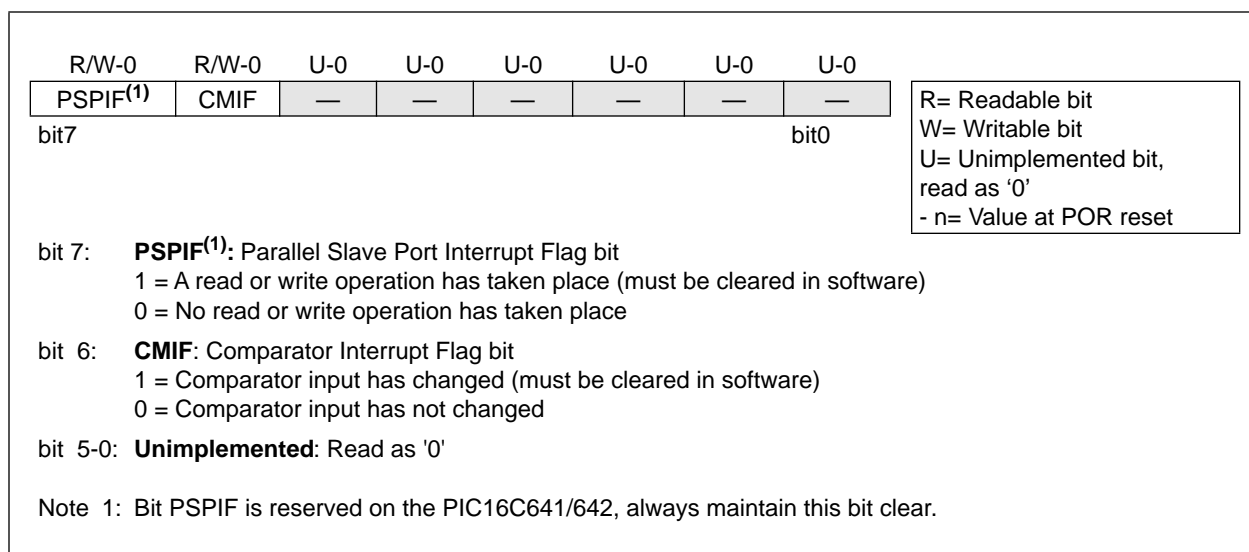 R/W-0 R/W-0 U-0 U-0 U-0 U-0 U-0 U-0
PSPIF(1) CMIF — — — — — —
bit7 bit0
R= Readable bit
W= Writable bit
U= Unimplemented bit,
read as ‘0’
- n= Value at POR reset
bit 7: PSPIF(1): Parallel Slave Port Interrupt Flag bit
1 = A read or write operation has taken place (must be cleared in software)
0 = No read or write operation has taken place
bit 6: CMIF: Comparator Interrupt Flag bit
1 = Comparator input has changed (must be cleared in software)
0 = Comparator input has not changed
bit 5-0: Unimplemented: Read as '0'
Note 1: Bit PSPIF is reserved on the PIC16C641/642, always maintain this bit clear.